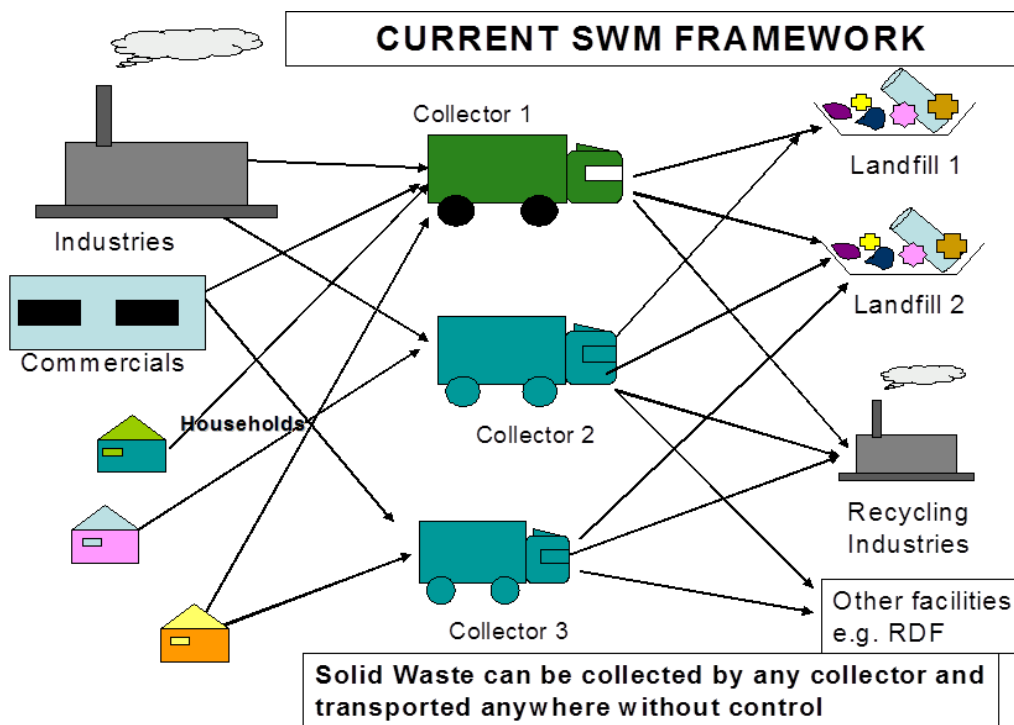 CURRENT SWM FRAMEWORK
Collector 1
Landfill 1
Industries
Landfill 2
Commercials
Households
Collector 2
Recycling
Industries
Collector 3
Other facilities
e.g. RDF
Solid Waste can be collected by any collector and
transported anywhere without control